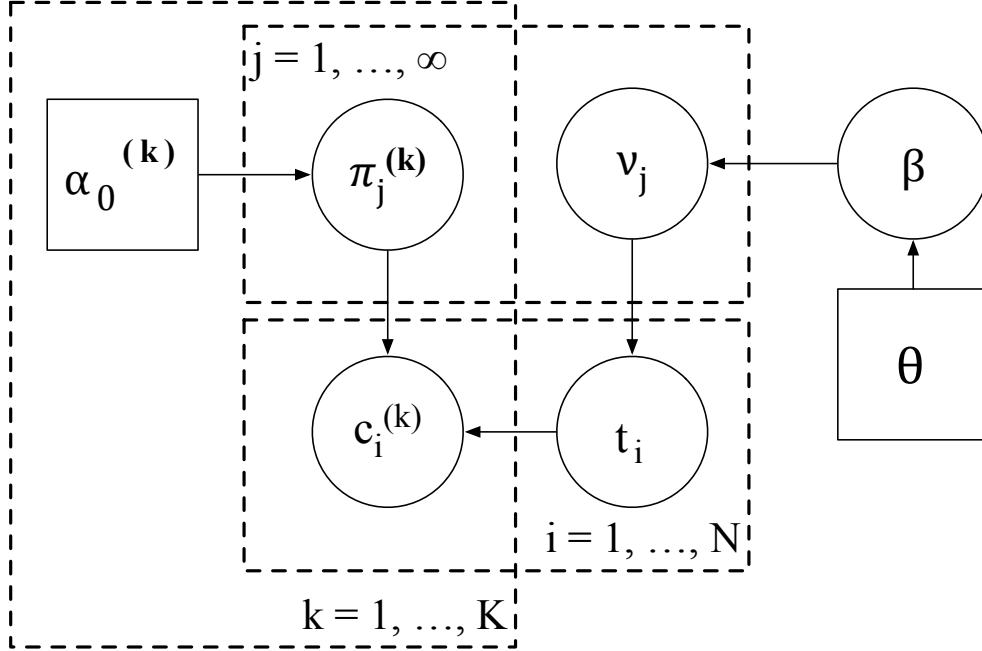 j = 1, …, ∞
α₀⁽ᵏ⁾
πⱼ⁽ᵏ⁾
νⱼ
β
θ
cᵢ⁽ᵏ⁾
tᵢ
i = 1, …, N
k = 1, …, K